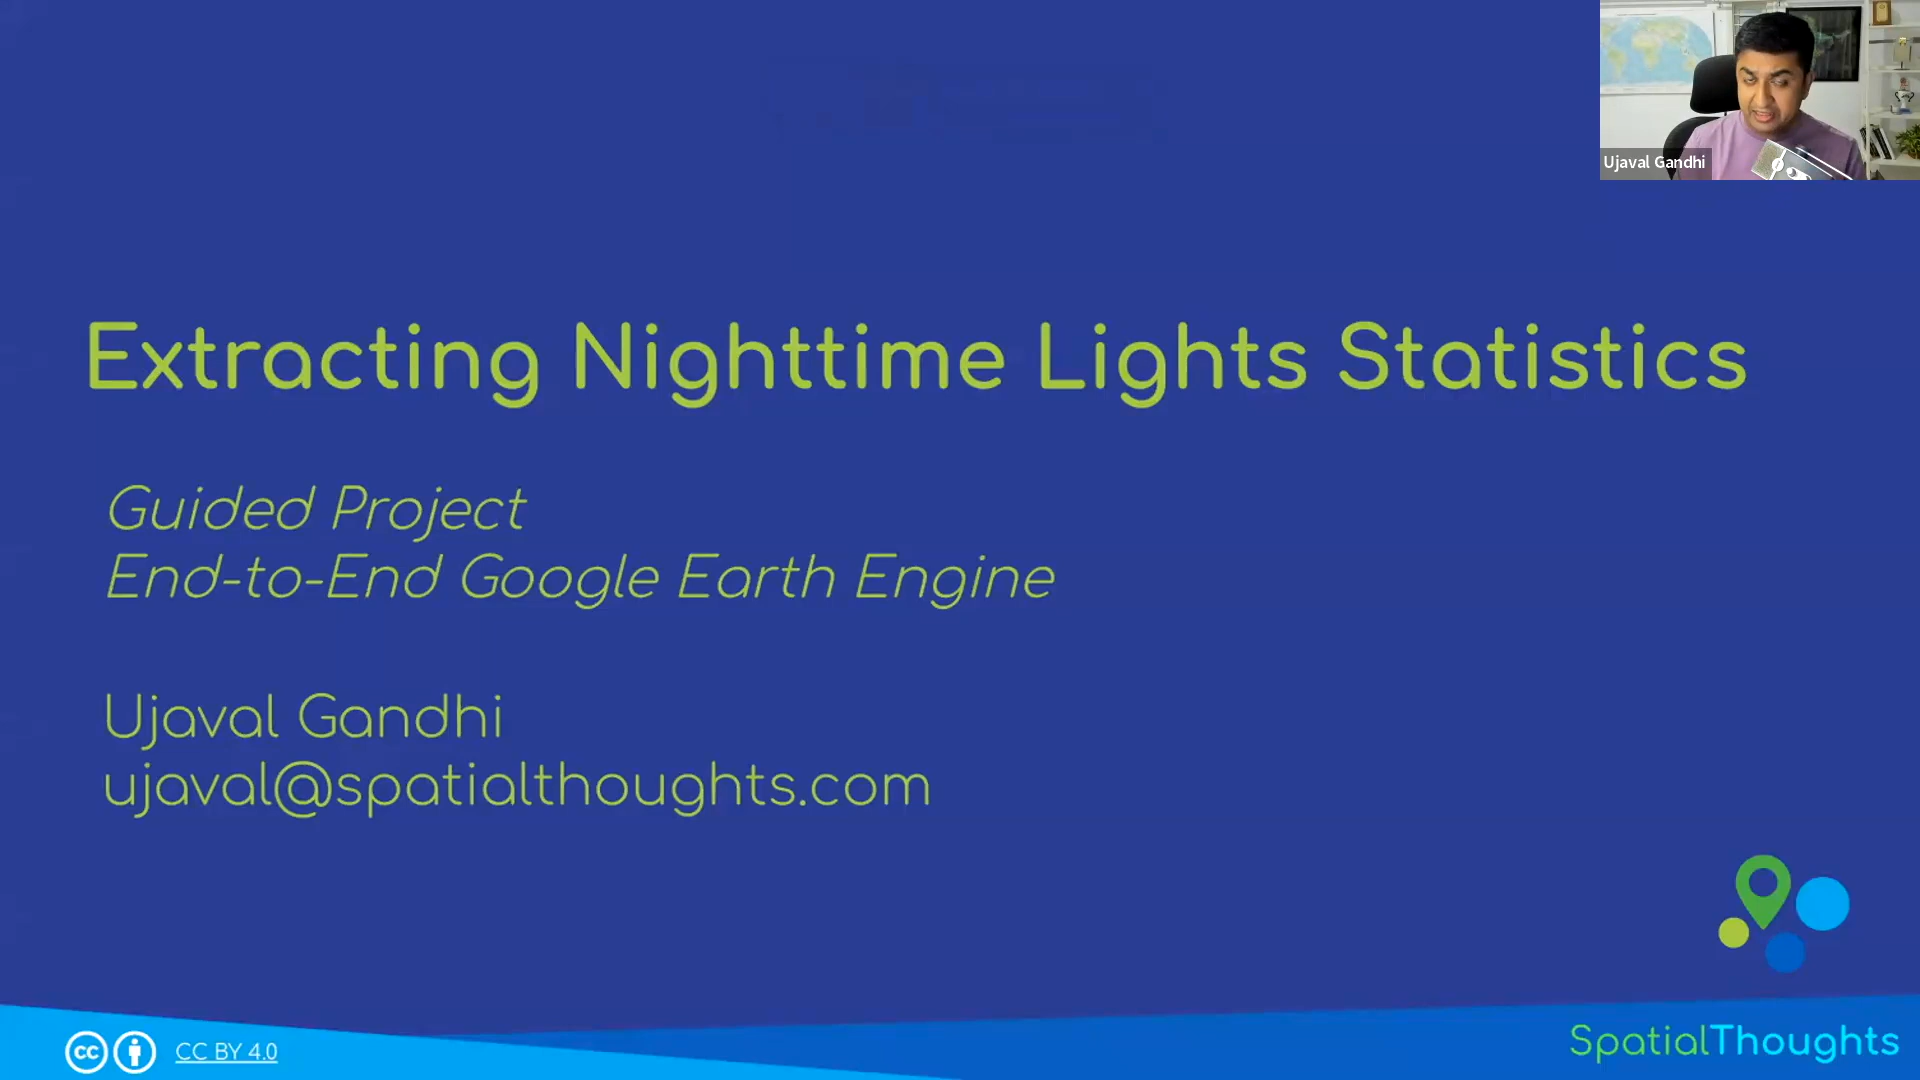 Ujaval Gandhi
Extracting Nighttime Lights Statistics
Guided Project
End-to-End Google Earth Engine
Ujaval Gandhi
ujaval@spatialthoughts.com
CC BY 4.0
SpatialThoughts